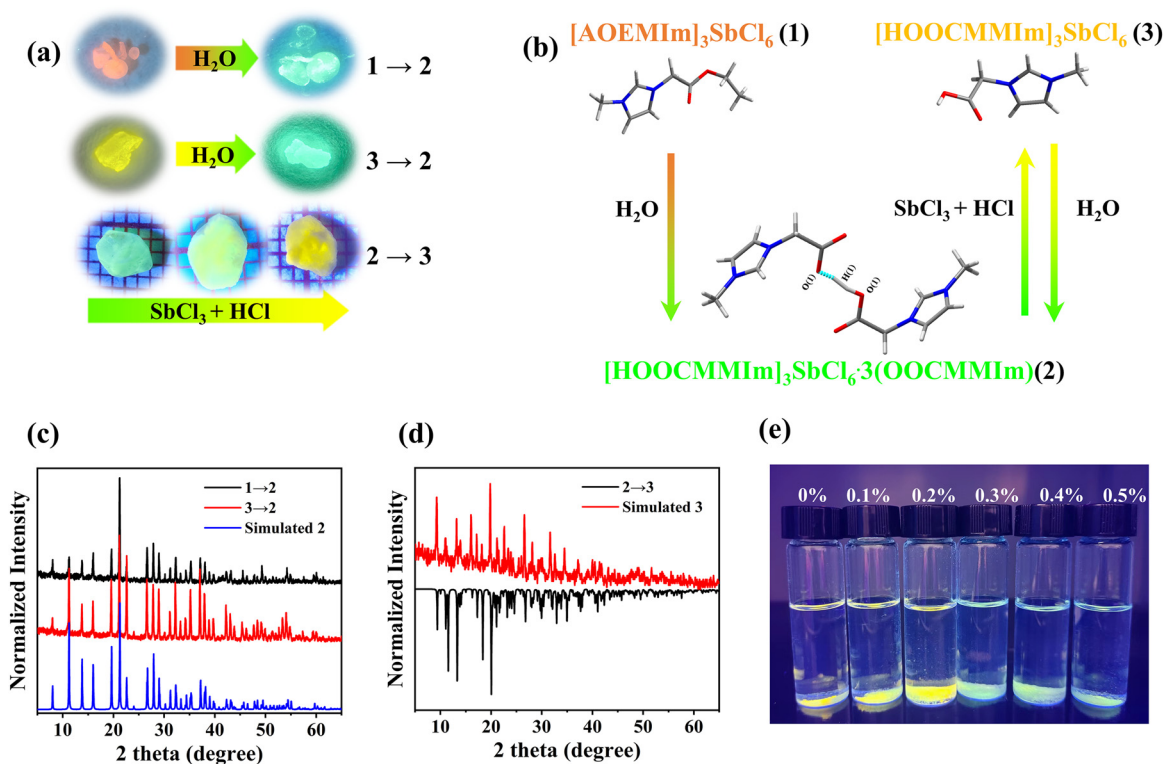 (a)
H₂O
1 → 2
H₂O
3 → 2
2 → 3
SbCl₃ + HCl
(b)
[AOEMIm]₃SbCl₆ (1)
[HOOCMMIm]₃SbCl₆ (3)
H₂O
SbCl₃ + HCl
H₂O
O(1)
H(1)
O(1)
[HOOCMMIm]₃SbCl₆·3(OOCMMIm)(2)
(c)
Normalized Intensity
1→2
3→2
Simulated 2
10 20 30 40 50 60
2 theta (degree)
(d)
Normalized Intensity
2→3
Simulated 3
10 20 30 40 50 60
2 theta (degree)
(e)
0% 0.1% 0.2% 0.3% 0.4% 0.5%